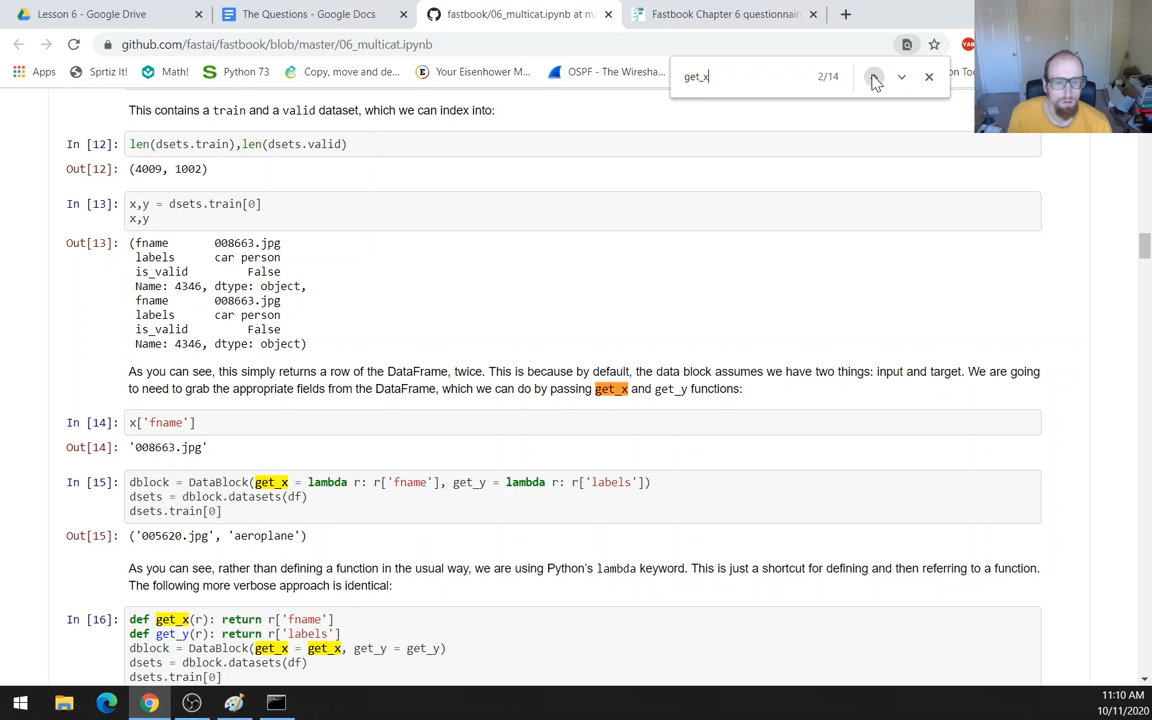 Lesson 6 - Google Drive
The Questions - Google Docs
fastbook/06_multicat.ipynb at m
Fastbook Chapter 6 questionnai
github.com/fastai/fastbook/blob/master/06_multicat.ipynb
Apps
Sprtiz It!
Math!
Python 73
Copy, move and de...
Your Eisenhower M...
OSPF - The Wiresha...
get_x
2/14
This contains a train and a valid dataset, which we can index into:
In [12]: len(dsets.train),len(dsets.valid)
Out[12]: (4009, 1002)
In [13]: x,y = dsets.train[0]
x,y
Out[13]: (fname 008663.jpg
labels car person
is_valid False
Name: 4346, dtype: object,
fname 008663.jpg
labels car person
is_valid False
Name: 4346, dtype: object)
As you can see, this simply returns a row of the DataFrame, twice. This is because by default, the data block assumes we have two things: input and target. We are going
to need to grab the appropriate fields from the DataFrame, which we can do by passing get_x and get_y functions:
In [14]: x['fname']
Out[14]: '008663.jpg'
In [15]: dblock = DataBlock(get_x = lambda r: r['fname'], get_y = lambda r: r['labels'])
dsets = dblock.datasets(df)
dsets.train[0]
Out[15]: ('005620.jpg', 'aeroplane')
As you can see, rather than defining a function in the usual way, we are using Python's lambda keyword. This is just a shortcut for defining and then referring to a function.
The following more verbose approach is identical:
In [16]: def get_x(r): return r['fname']
def get_y(r): return r['labels']
dblock = DataBlock(get_x = get_x, get_y = get_y)
dsets = dblock.datasets(df)
dsets.train[0]
11:10 AM
10/11/2020